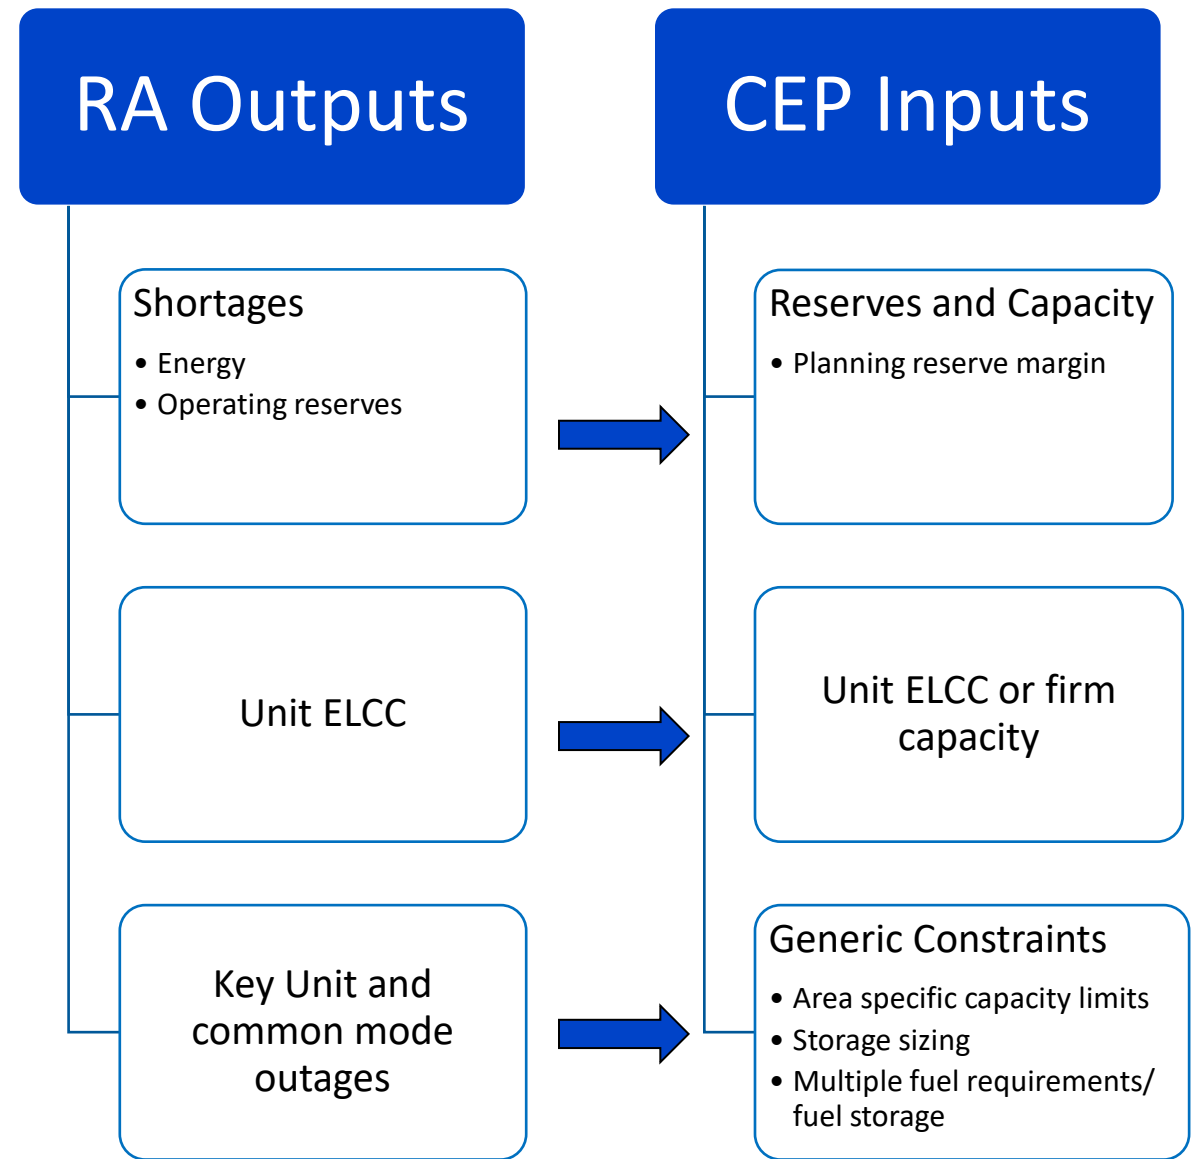 RA Outputs
Shortages
• Energy
• Operating reserves
Unit ELCC
Key Unit and
common mode
outages
CEP Inputs
Reserves and Capacity
• Planning reserve margin
Unit ELCC or firm
capacity
Generic Constraints
• Area specific capacity limits
• Storage sizing
• Multiple fuel requirements/
fuel storage